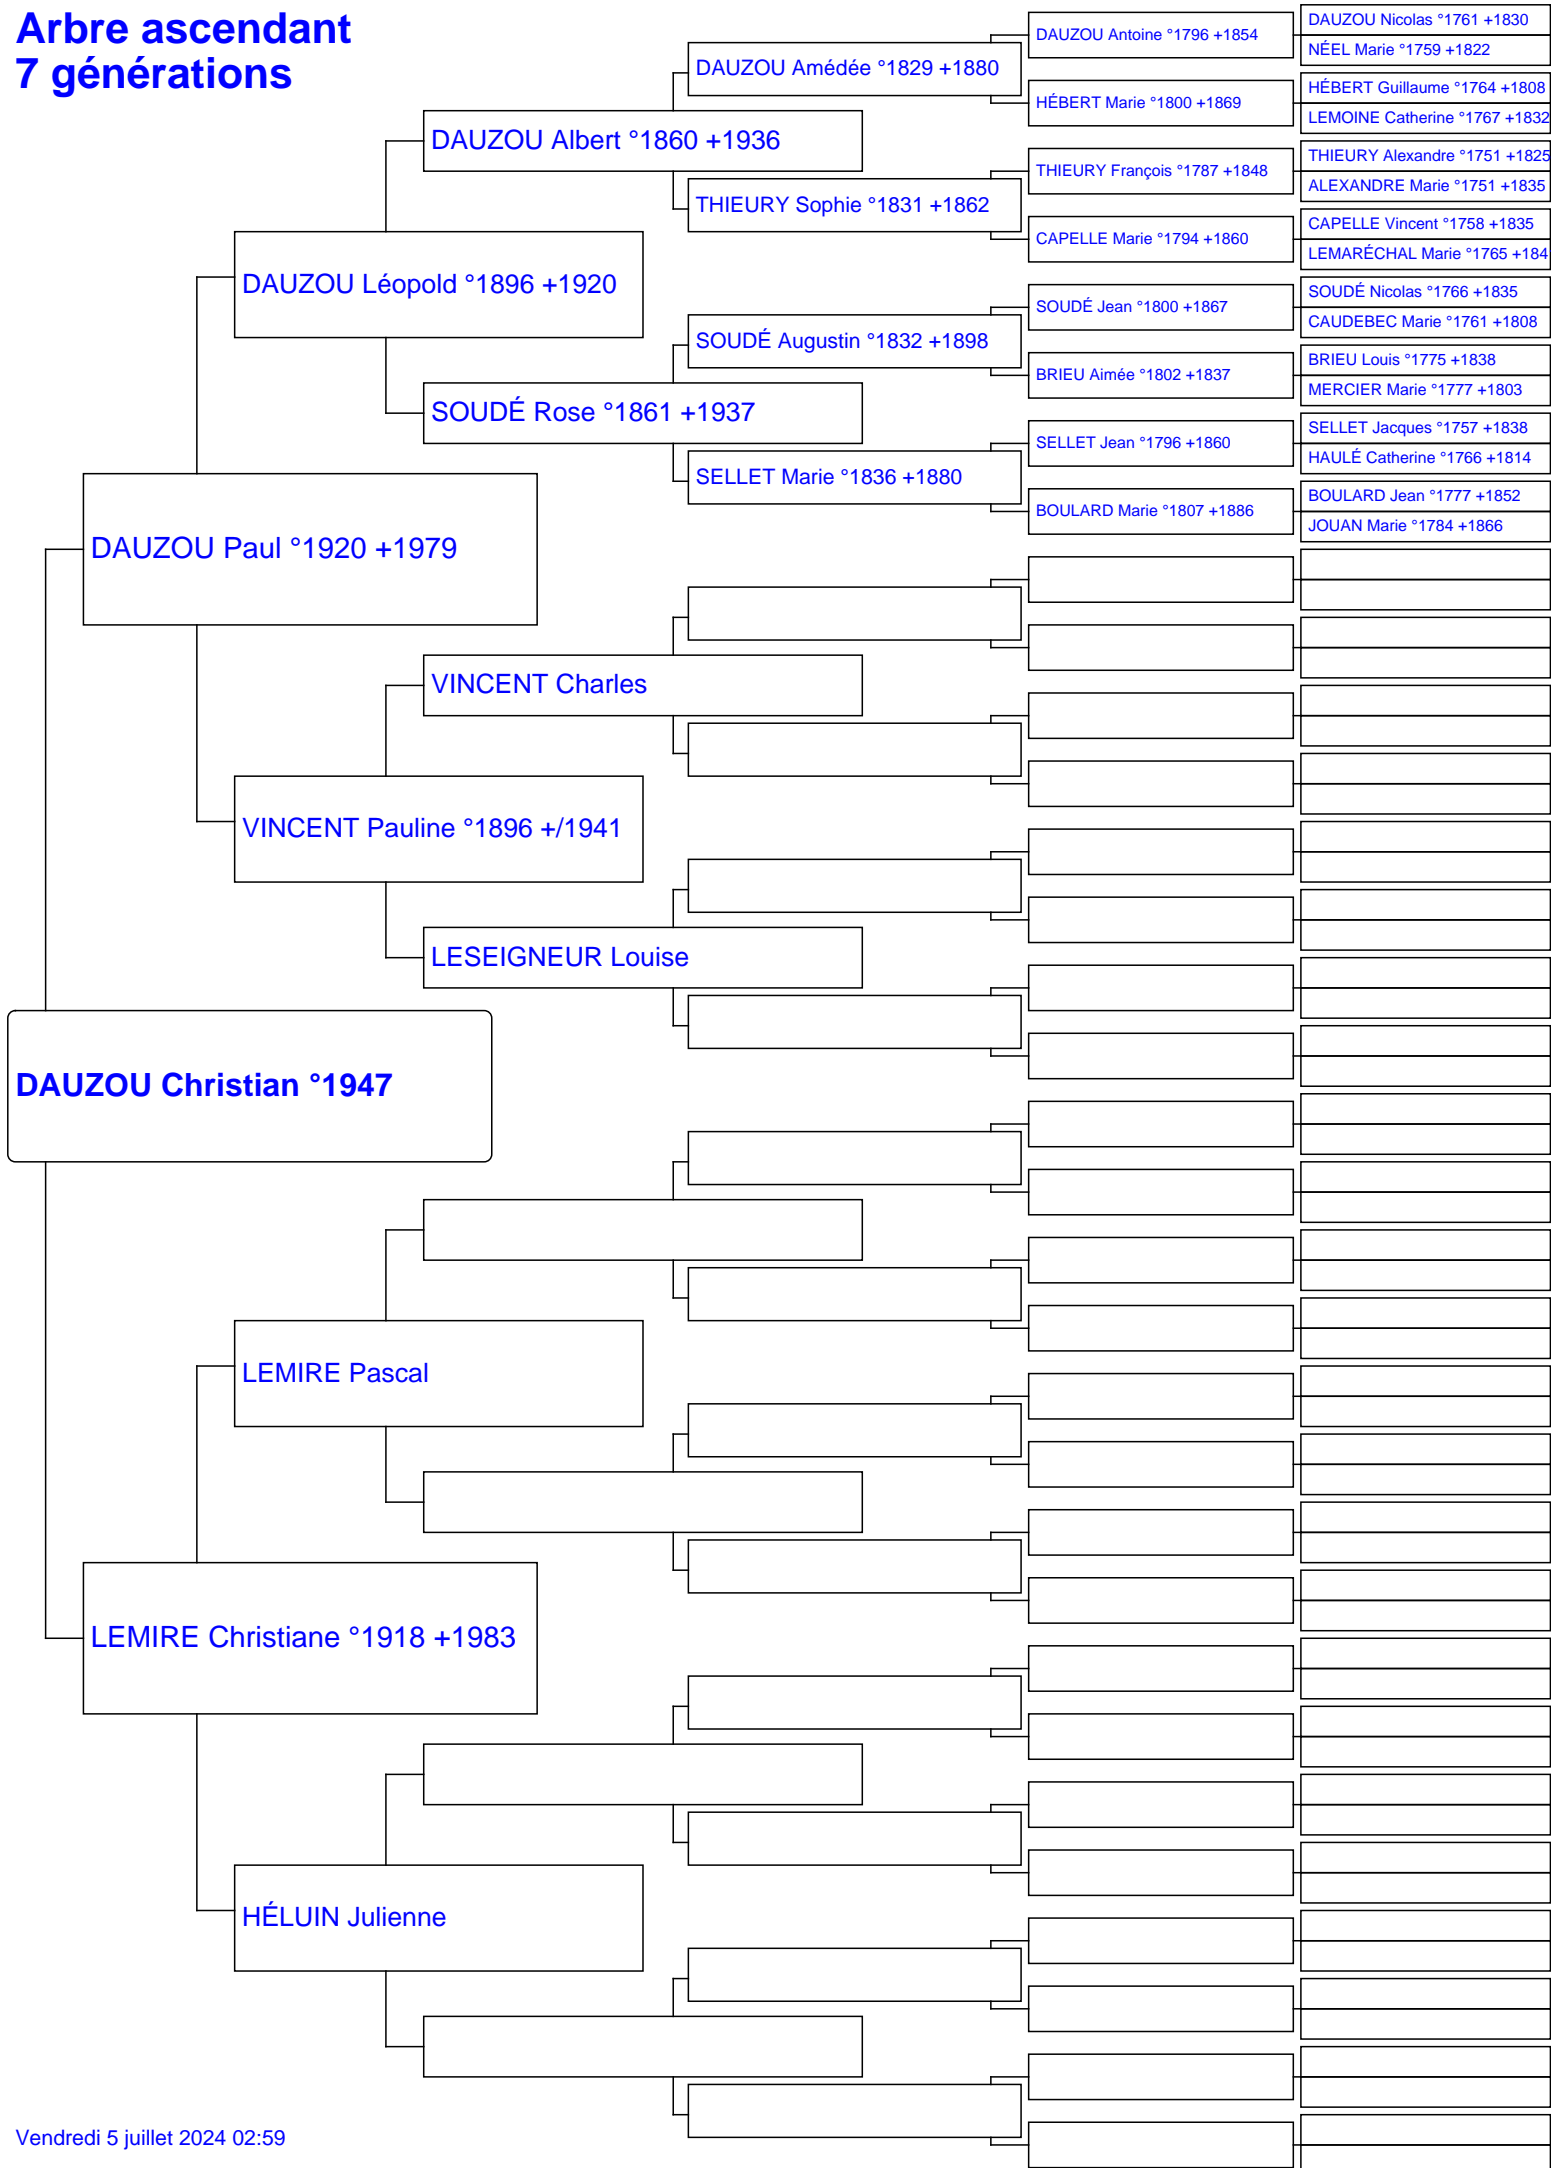 Arbre ascendant
7 générations
DAUZOU Christian °1947
DAUZOU Paul °1920 +1979
LEMIRE Christiane °1918 +1983
DAUZOU Léopold °1896 +1920
VINCENT Pauline °1896 +/1941
LEMIRE Pascal
HÉLUIN Julienne
DAUZOU Albert °1860 +1936
SOUDÉ Rose °1861 +1937
VINCENT Charles
LESEIGNEUR Louise
DAUZOU Amédée °1829 +1880
THIEURY Sophie °1831 +1862
SOUDÉ Augustin °1832 +1898
SELLET Marie °1836 +1880
DAUZOU Antoine °1796 +1854
HÉBERT Marie °1800 +1869
THIEURY François °1787 +1848
CAPELLE Marie °1794 +1860
SOUDÉ Jean °1800 +1867
BRIEU Aimée °1802 +1837
SELLET Jean °1796 +1860
BOULARD Marie °1807 +1886
DAUZOU Nicolas °1761 +1830
NÉEL Marie °1759 +1822
HÉBERT Guillaume °1764 +1808
LEMOINE Catherine °1767 +1832
THIEURY Alexandre °1751 +1825
ALEXANDRE Marie °1751 +1835
CAPELLE Vincent °1758 +1835
LEMARÉCHAL Marie °1765 +184
SOUDÉ Nicolas °1766 +1835
CAUDEBEC Marie °1761 +1808
BRIEU Louis °1775 +1838
MERCIER Marie °1777 +1803
SELLET Jacques °1757 +1838
HAULÉ Catherine °1766 +1814
BOULARD Jean °1777 +1852
JOUAN Marie °1784 +1866
Vendredi 5 juillet 2024 02:59